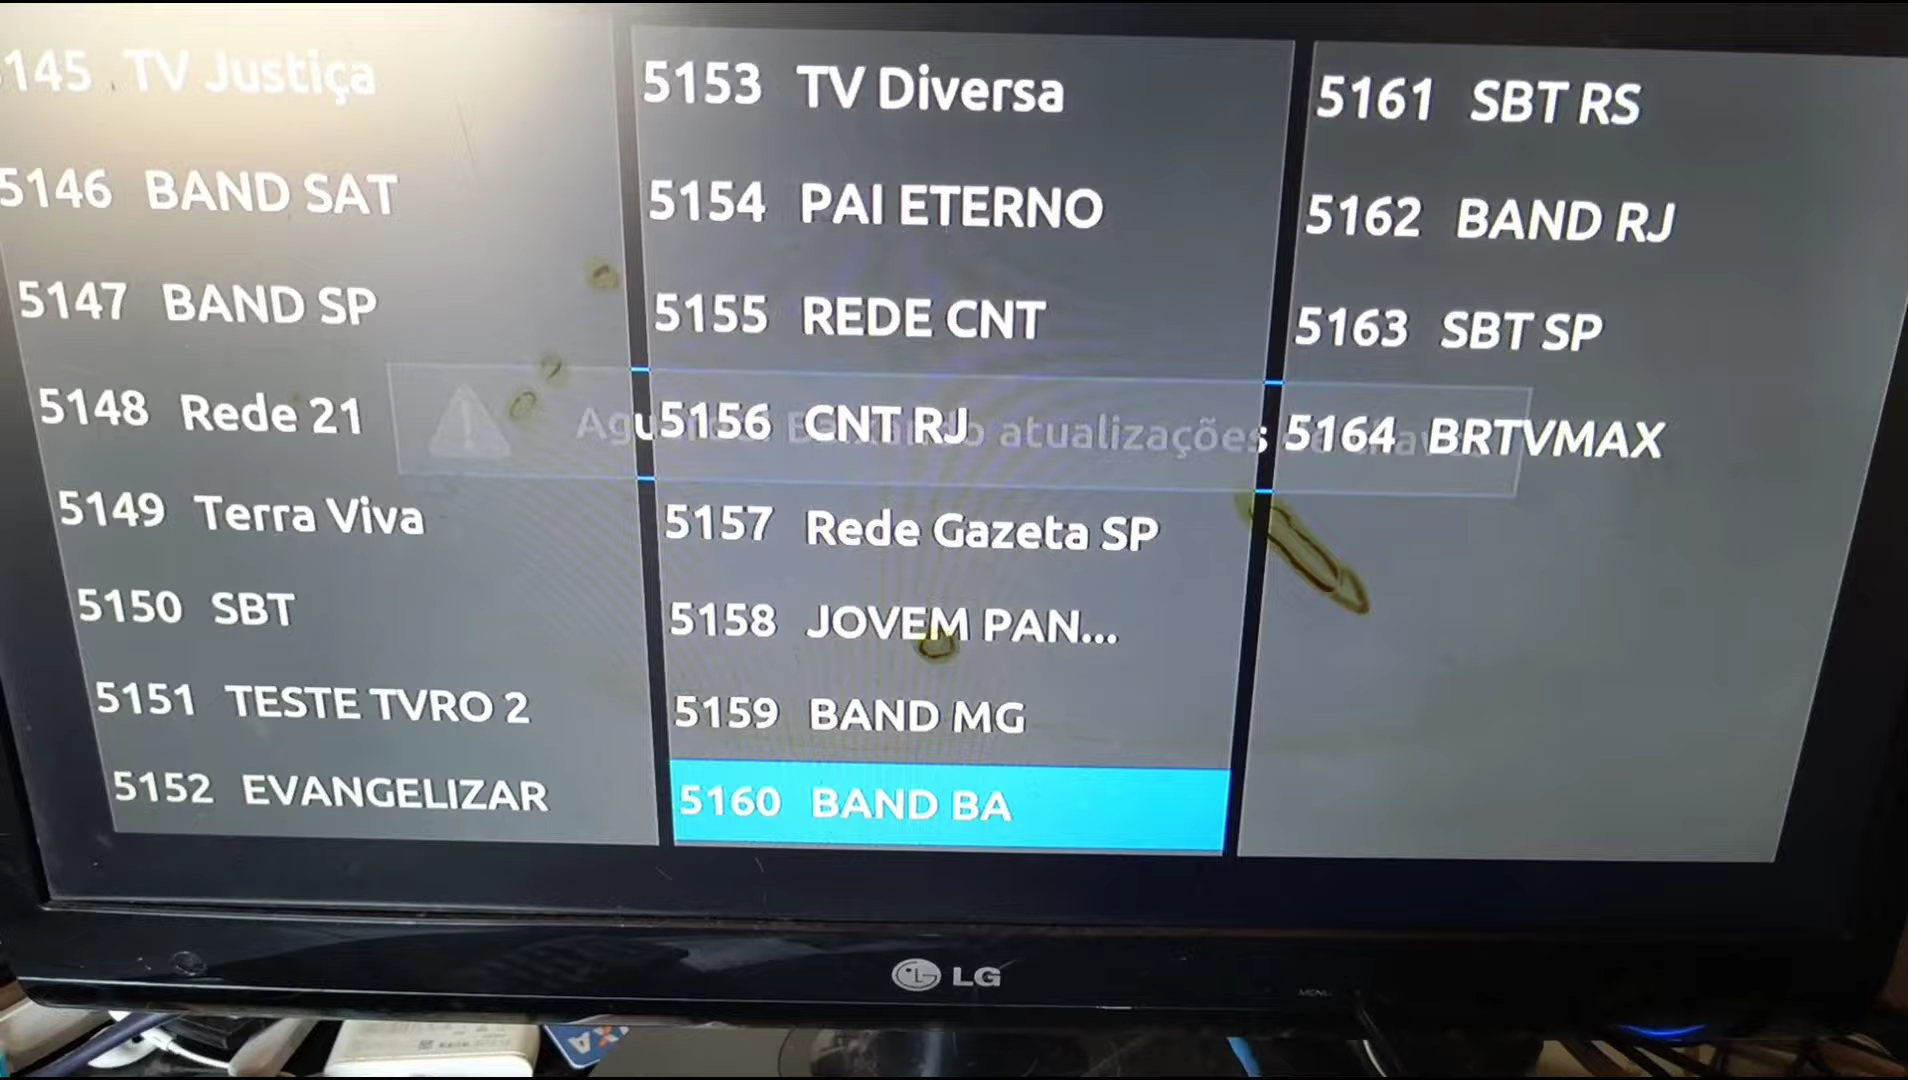 5145 TV Justiça
5146 BAND SAT
5147 BAND SP
5148 Rede 21
5149 Terra Viva
5150 SBT
5151 TESTE TVRO 2
5152 EVANGELIZAR
5153 TV Diversa
5154 PAI ETERNO
5155 REDE CNT
5156 CNT RJ
5157 Rede Gazeta SP
5158 JOVEM PAN...
5159 BAND MG
5160 BAND BA
5161 SBT RS
5162 BAND RJ
5163 SBT SP
5164 BRTVMAX
atualizações
LG
MENU